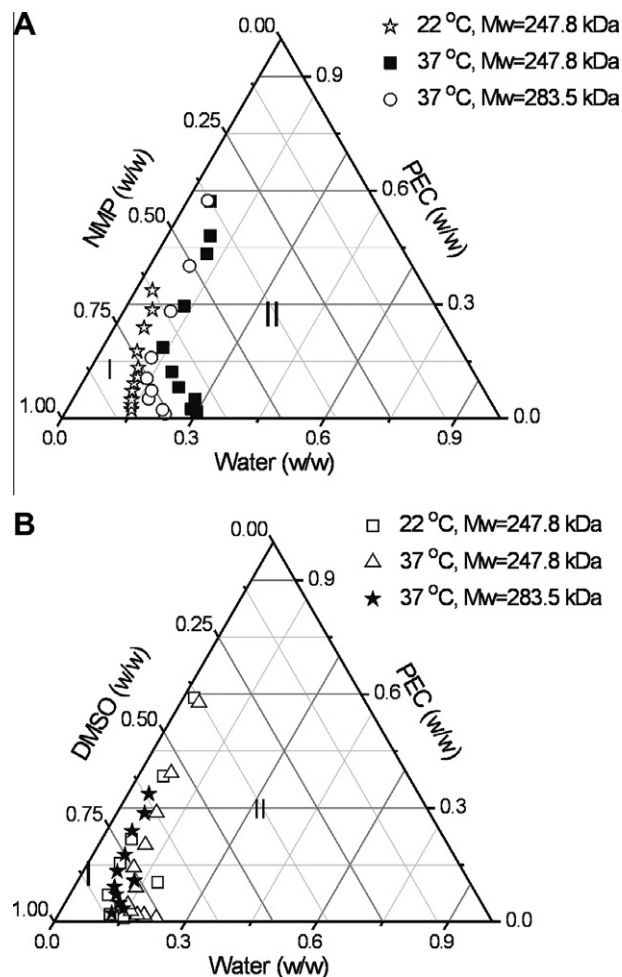 A
22 °C, Mw=247.8 kDa
37 °C, Mw=247.8 kDa
37 °C, Mw=283.5 kDa
0.00
0.9
0.25
NMP (w/w)
PEC (w/w)
0.6
0.50
0.3
0.75
II
I
1.00
0.0
0.0
0.3
0.6
0.9
Water (w/w)
B
22 °C, Mw=247.8 kDa
37 °C, Mw=247.8 kDa
37 °C, Mw=283.5 kDa
0.00
0.9
0.25
DMSO (w/w)
PEC (w/w)
0.6
0.50
0.3
0.75
II
I
1.00
0.0
0.0
0.3
0.6
0.9
Water (w/w)